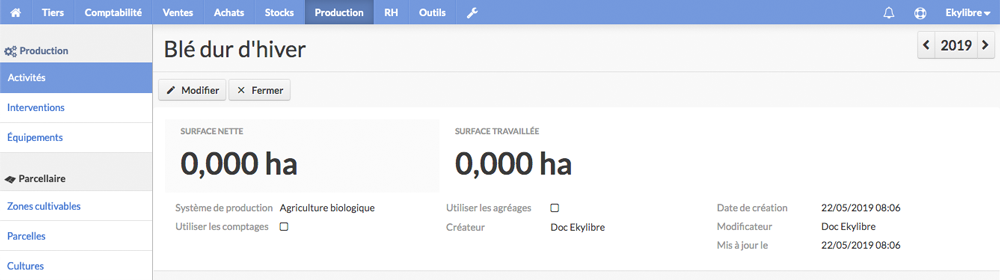 Tiers Comptabilité Ventes Achats Stocks Production RH Outils Ekylibre
Production
Activités
Interventions
Équipements
Parcellaire
Zones cultivables
Parcelles
Cultures
Blé dur d'hiver
2019
Modifier Fermer
SURFACE NETTE SURFACE TRAVAILLÉE
0,000 ha 0,000 ha
Système de production Agriculture biologique Utiliser les agréages Date de création 22/05/2019 08:06
Utiliser les comptages Créateur Doc Ekylibre Modificateur Doc Ekylibre
Mis à jour le 22/05/2019 08:06